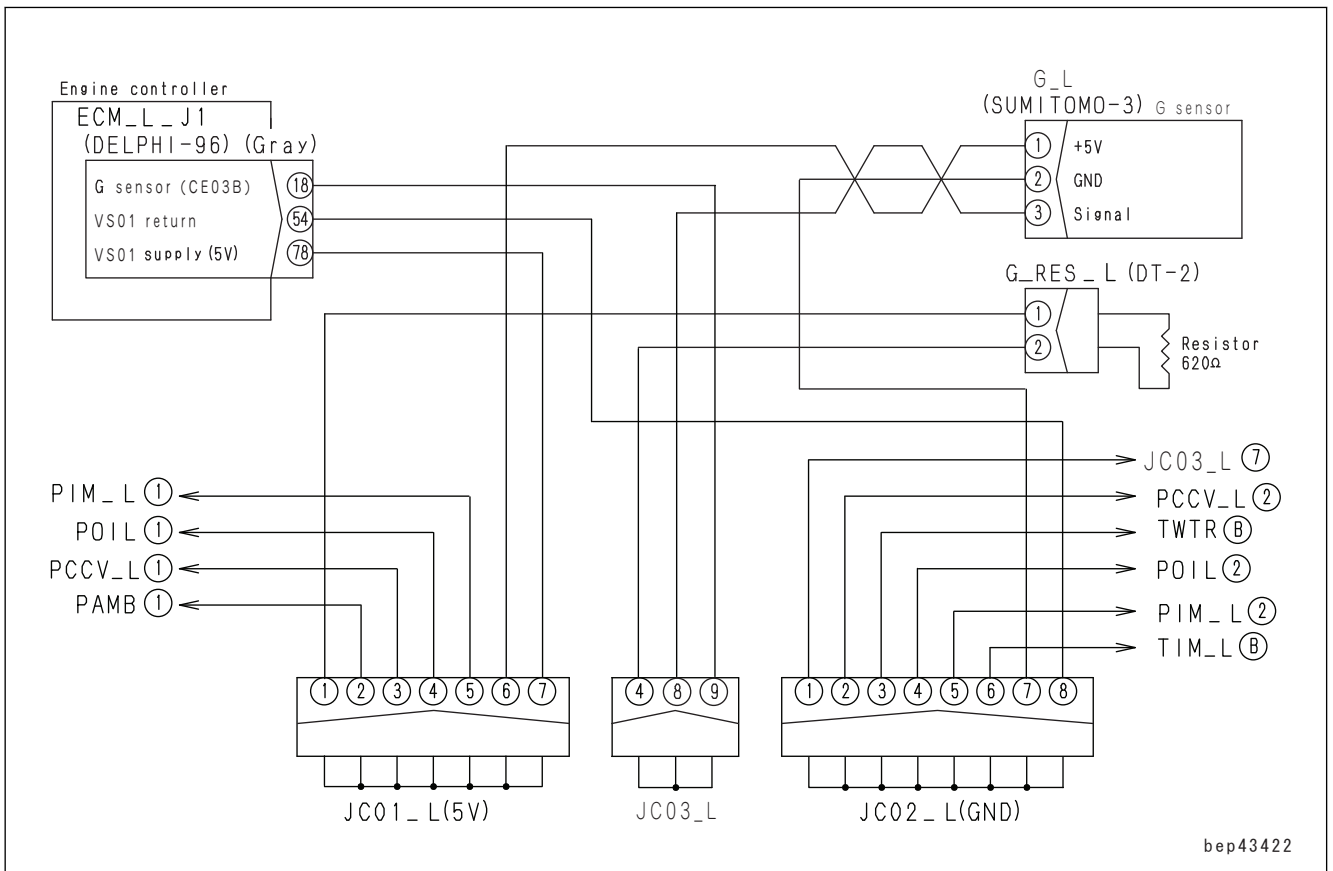 Engine controller
ECM_L_J1
(DELPHI-96) (Gray)
G sensor (CE03B) 18
VS01 return 54
VS01 supply (5V) 78
G_L
(SUMITOMO-3) G sensor
1 +5V
2 GND
3 Signal
G_RES_L (DT-2)
1
2
Resistor
620Ω
PIM_L 1
POIL 1
PCCV_L 1
PAMB 1
JC03_L 7
PCCV_L 2
TWTR B
POIL 2
PIM_L 2
TIM_L B
1 2 3 4 5 6 7
4 8 9
1 2 3 4 5 6 7 8
JC01_L(5V)
JC03_L
JC02_L(GND)
bep43422